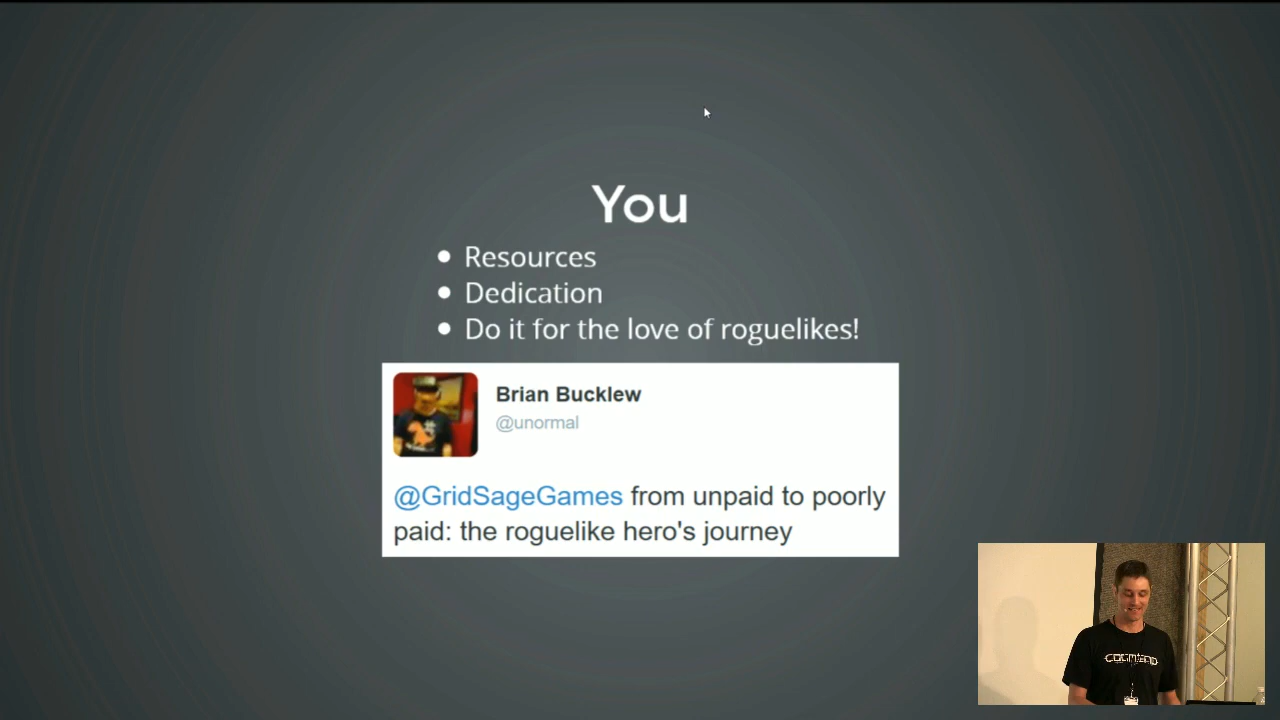 You
Resources
Dedication
Do it for the love of roguelikes!
Brian Bucklew
@unormal
@GridSageGames from unpaid to poorly
paid: the roguelike hero's journey
COGMIND